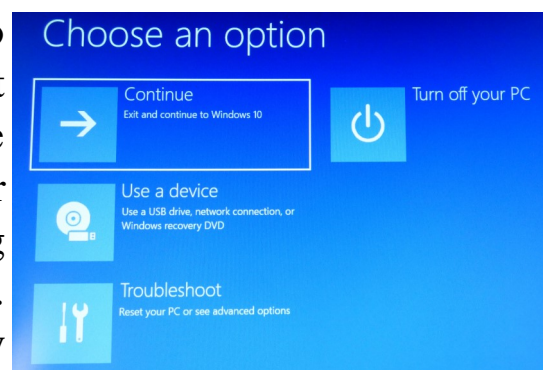 Choose an option
Continue
Exit and continue to Windows 10
Turn off your PC
Use a device
Use a USB drive, network connection, or
Windows recovery DVD
Troubleshoot
Reset your PC or see advanced options